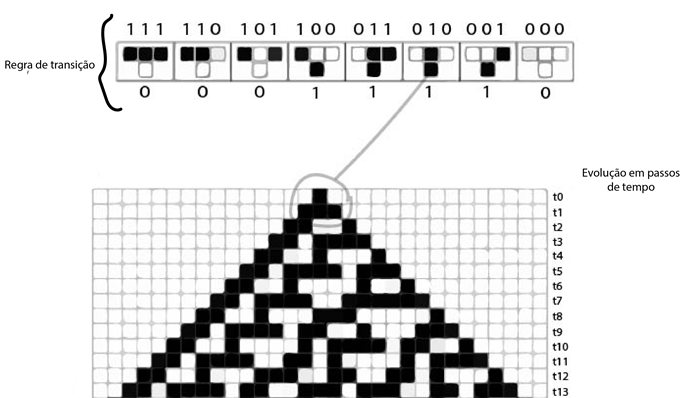 111 110 101 100 011 010 001 000
Regra de transição
0 0 0 1 1 1 1 0
Evolução em passos
de tempo
t0
t1
t2
t3
t4
t5
t6
t7
t8
t9
t10
t11
t12
t13